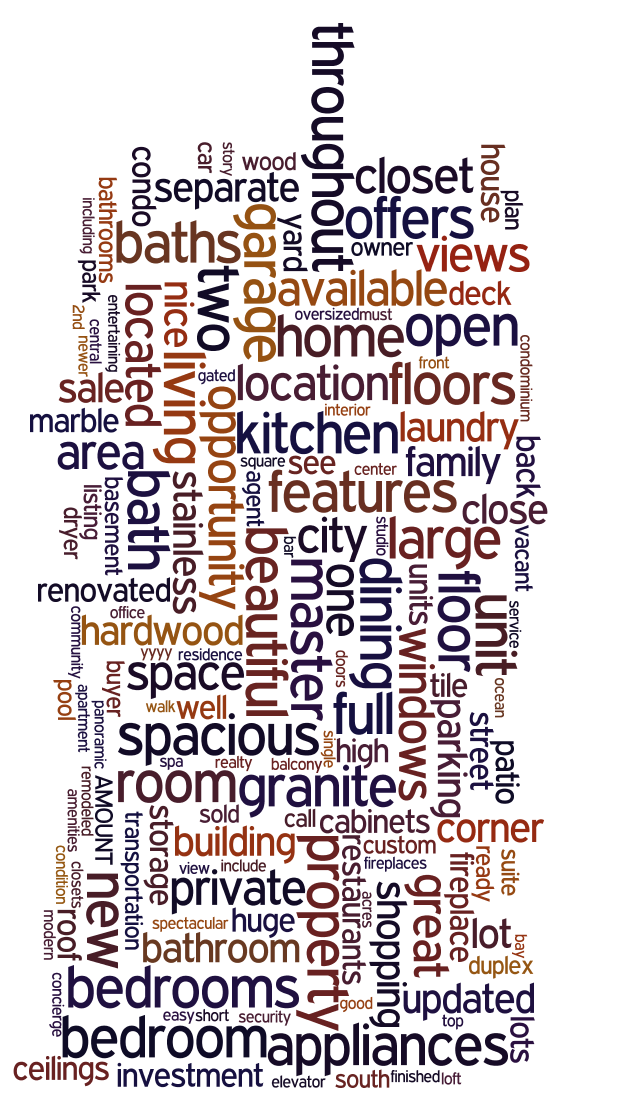 throughout
car
story
wood
condo
separate
closet
house
plan
bathrooms
including
baths
garage
yard
offers
owner
views
park
two
available
deck
2nd
central
newer
entertaining
located
nice
living
oversized
must
home
open
front
condominium
sale
gated
location
floors
marble
opportunity
interior
kitchen
laundry
area
square
see
center
family
back
listing
dryer
basement
bath
stainless
agent
features
close
vacant
bar
city
studio
large
renovated
beautiful
master
one
dining
units
floor
unit
service
office
community
hardwood
yyyy
residence
doors
windows
tile
ocean
buyer
space
pool
apartment
panoramic
walk
well
full
parking
street
patio
spacious
single
high
spa
realty
balcony
remodeled
amenities
AMOUNT
room
granite
sold
call
cabinets
corner
transportation
storage
building
property
restaurants
custom
fireplaces
fireplace
ready
suite
condition
closets
view
include
private
acres
shopping
great
new
modern
roof
spectacular
huge
lot
bay
bathroom
duplex
concierge
bedrooms
good
updated
easy
short
security
top
lots
bedroom
appliances
ceilings
investment
elevator
south
finished
loft